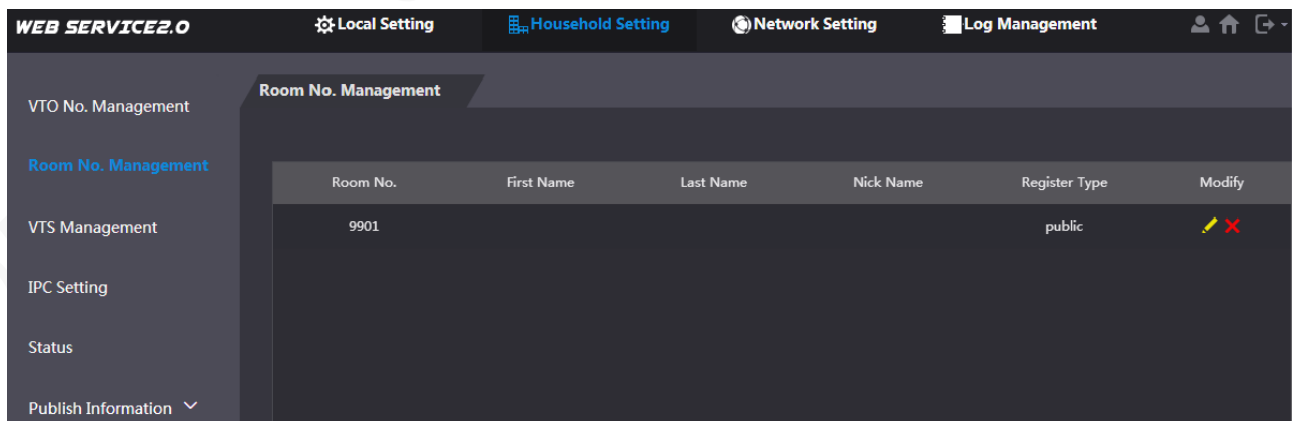 WEB SERVICE2.0 Local Setting Household Setting Network Setting Log Management
VTO No. Management
Room No. Management
VTS Management
IPC Setting
Status
Publish Information
Room No. Management
Room No. First Name Last Name Nick Name Register Type Modify
9901 public